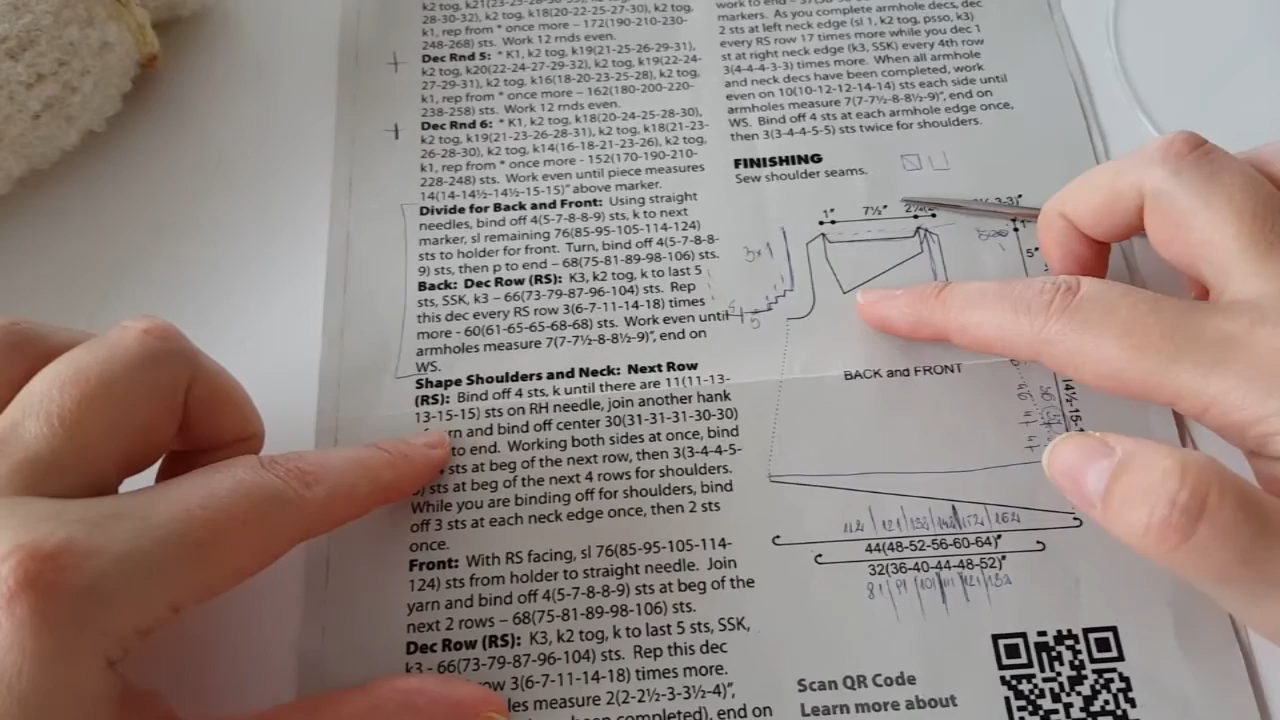 28-30-32), k2 tog, k18(20-22-25-27-30), k2 tog,
k1, rep from * once more – 172(190-210-230-
248-268) sts. Work 12 rnds even.
Dec Rnd 5: * K1, k2 tog, k19(21-25-26-29-31),
k2 tog, k20(22-24-27-29-32), k2 tog, k19(22-24-
27-29-31), k2 tog, k16(18-20-23-25-28), k2 tog,
k1, rep from * once more – 162(180-200-220-
238-258) sts. Work 12 rnds even.
Dec Rnd 6: * K1, k2 tog, k18(20-24-25-28-30),
k2 tog, k19(21-23-26-28-31), k2 tog, k18(21-23-
26-28-30), k2 tog, k14(16-18-21-23-26), k2 tog,
k1, rep from * once more - 152(170-190-210-
228-248) sts. Work even until piece measures
14(14-14½-14½-15-15)" above marker.
Divide for Back and Front: Using straight
needles, bind off 4(5-7-8-8-9) sts, k to next
marker, sl remaining 76(85-95-105-114-124)
sts to holder for front. Turn, bind off 4(5-7-8-8-
9) sts, then p to end – 68(75-81-89-98-106) sts.
Back: Dec Row (RS): K3, k2 tog, k to last 5
sts, SSK, k3 – 66(73-79-87-96-104) sts. Rep
this dec every RS row 3(6-7-11-14-18) times
more - 60(61-65-65-68-68) sts. Work even until
armholes measure 7(7-7½-8-8½-9)", end on
WS.
Shape Shoulders and Neck: Next Row
(RS): Bind off 4 sts, k until there are 11(11-13-
13-15-15) sts on RH needle, join another hank
and bind off center 30(31-31-31-30-30)
to end. Working both sides at once, bind
sts at beg of the next row, then 3(3-4-4-5-
sts at beg of the next 4 rows for shoulders.
While you are binding off for shoulders, bind
off 3 sts at each neck edge once, then 2 sts
once.
Front: With RS facing, sl 76(85-95-105-114-
124) sts from holder to straight needle. Join
yarn and bind off 4(5-7-8-8-9) sts at beg of the
next 2 rows – 68(75-81-89-98-106) sts.
Dec Row (RS): K3, k2 tog, k to last 5 sts, SSK,
k3 - 66(73-79-87-96-104) sts. Rep this dec
row 3(6-7-11-14-18) times more.
measure 2(2-2½-3-3½-4)",
completed), end on
markers. As you complete armhole decs, dec
2 sts at left neck edge (sl 1, k2 tog, psso, k3)
every RS row 17 times more while you dec 1
st at right neck edge (k3, SSK) every 4th row
3(4-4-4-3-3) times more. When all armhole
and neck decs have been completed, work
even on 10(10-12-12-14-14) sts each side until
armholes measure 7(7-7½-8-8½-9)", end on
WS. Bind off 4 sts at each armhole edge once,
then 3(3-4-4-5-5) sts twice for shoulders.
FINISHING
Sew shoulder seams.
1" 7½"
3x1
5"
5
BACK and FRONT
14½-15-
112 121 132 142 152 162
44(48-52-56-60-64)"
32(36-40-44-48-52)"
81 91 101 111 121 132
Scan QR Code
Learn more about